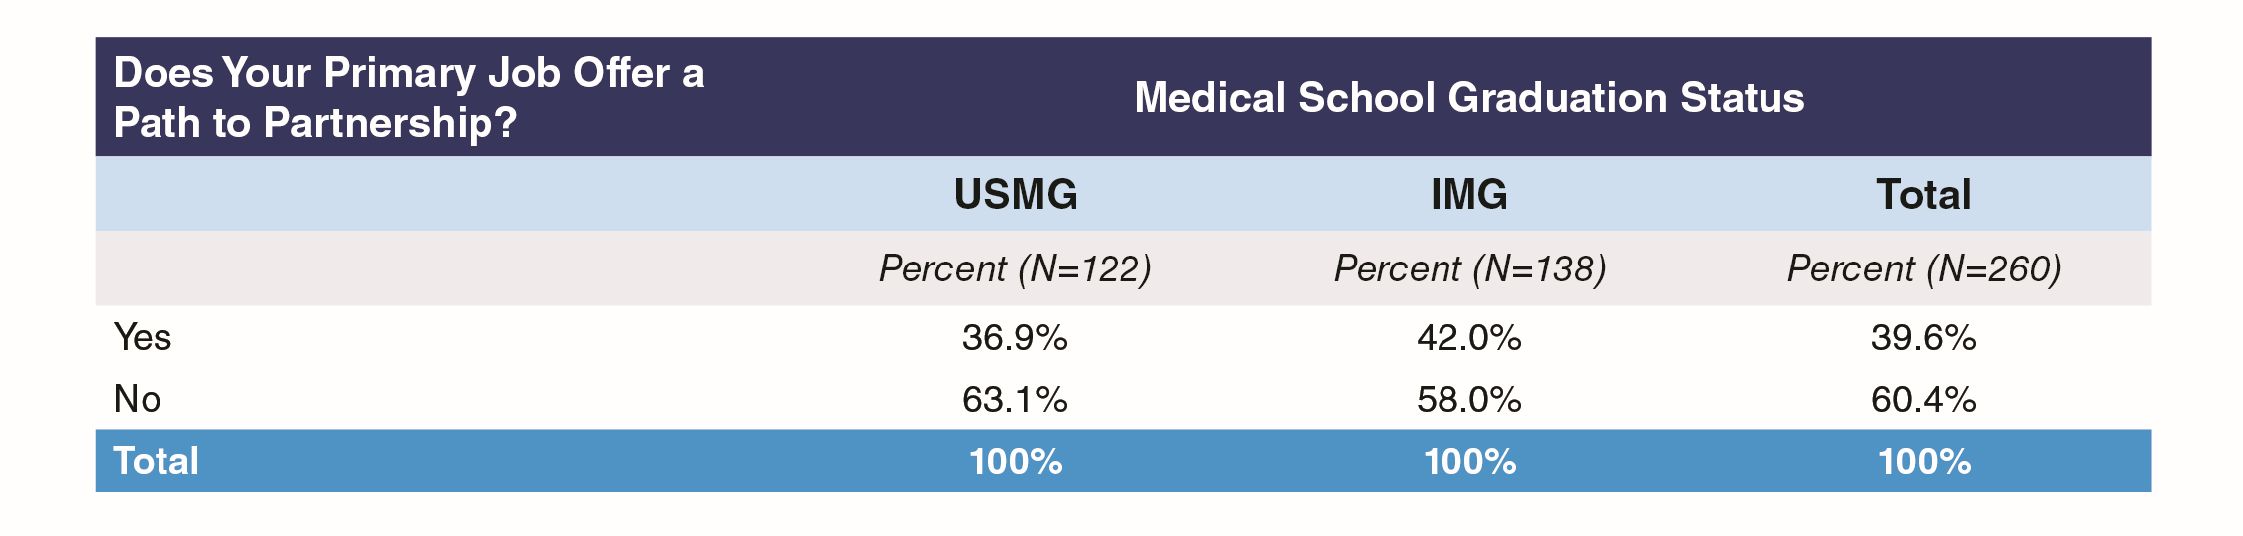 Does Your Primary Job Offer a
Path to Partnership?
Medical School Graduation Status
USMG IMG Total
Percent (N=122) Percent (N=138) Percent (N=260)
Yes 36.9% 42.0% 39.6%
No 63.1% 58.0% 60.4%
Total 100% 100% 100%